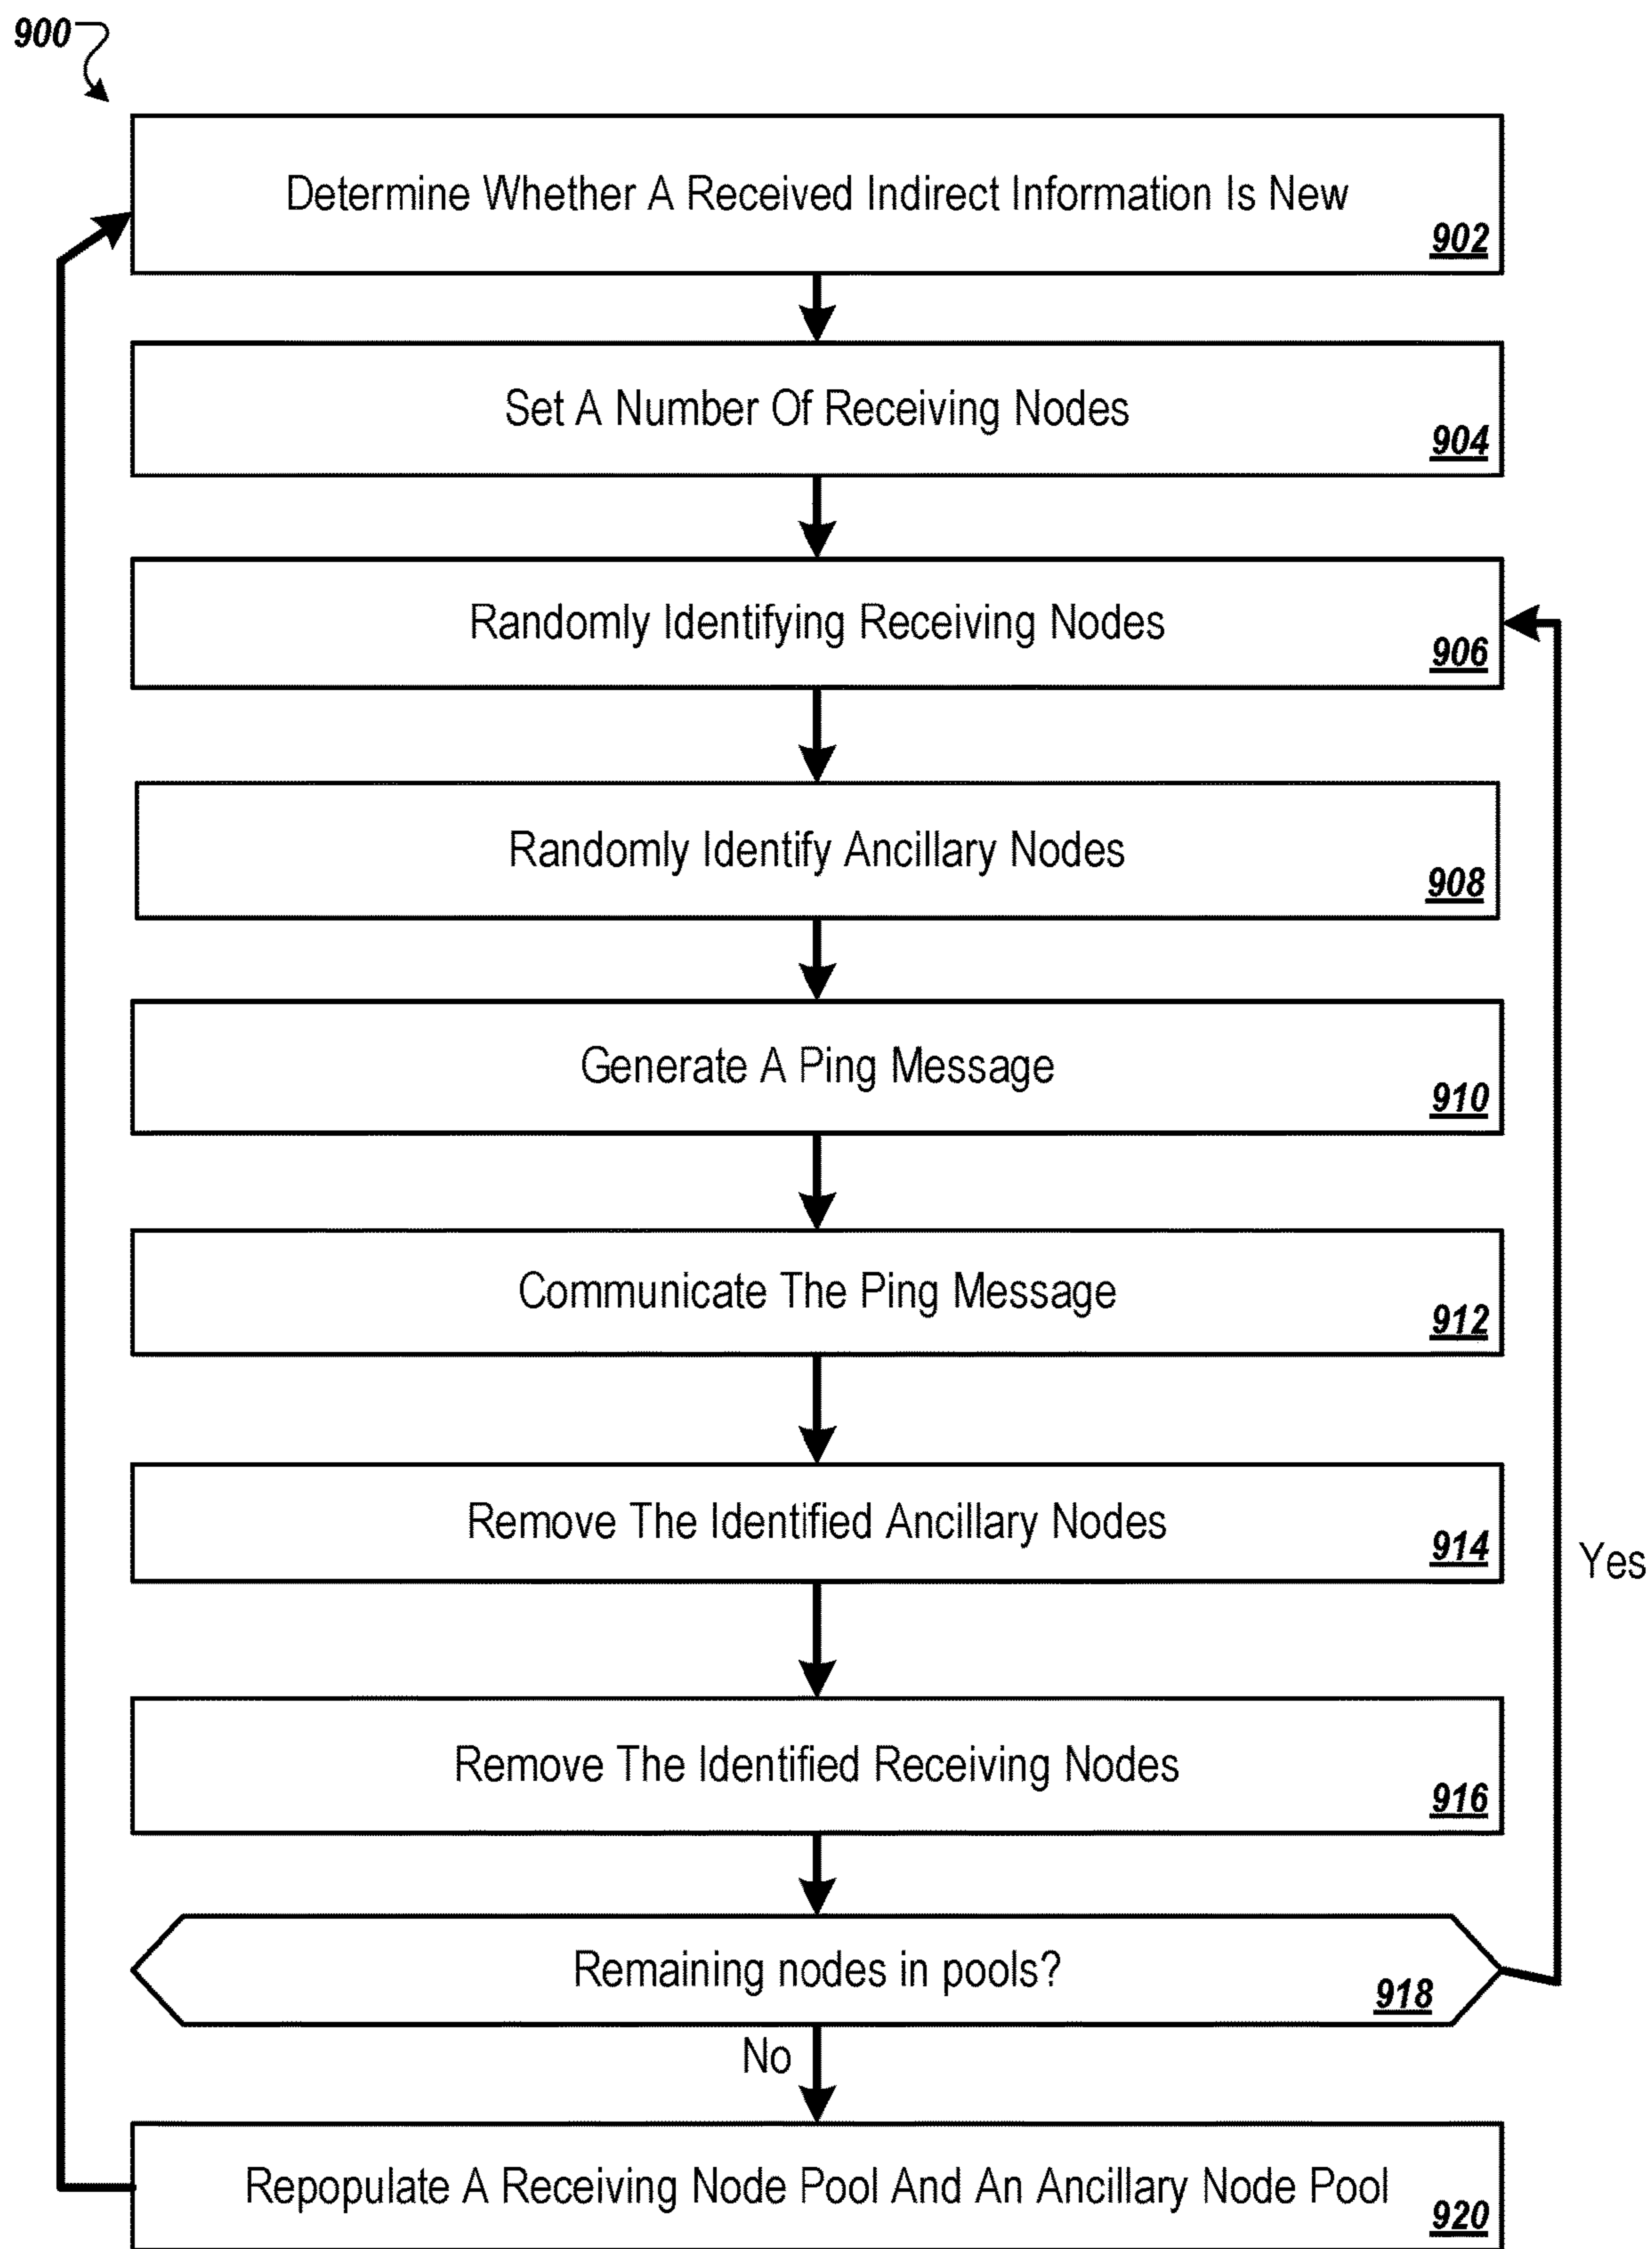 900
Determine Whether A Received Indirect Information Is New
902
Set A Number Of Receiving Nodes
904
Randomly Identifying Receiving Nodes
906
Randomly Identify Ancillary Nodes
908
Generate A Ping Message
910
Communicate The Ping Message
912
Remove The Identified Ancillary Nodes
914
Yes
Remove The Identified Receiving Nodes
916
Remaining nodes in pools?
918
No
Repopulate A Receiving Node Pool And An Ancillary Node Pool
920